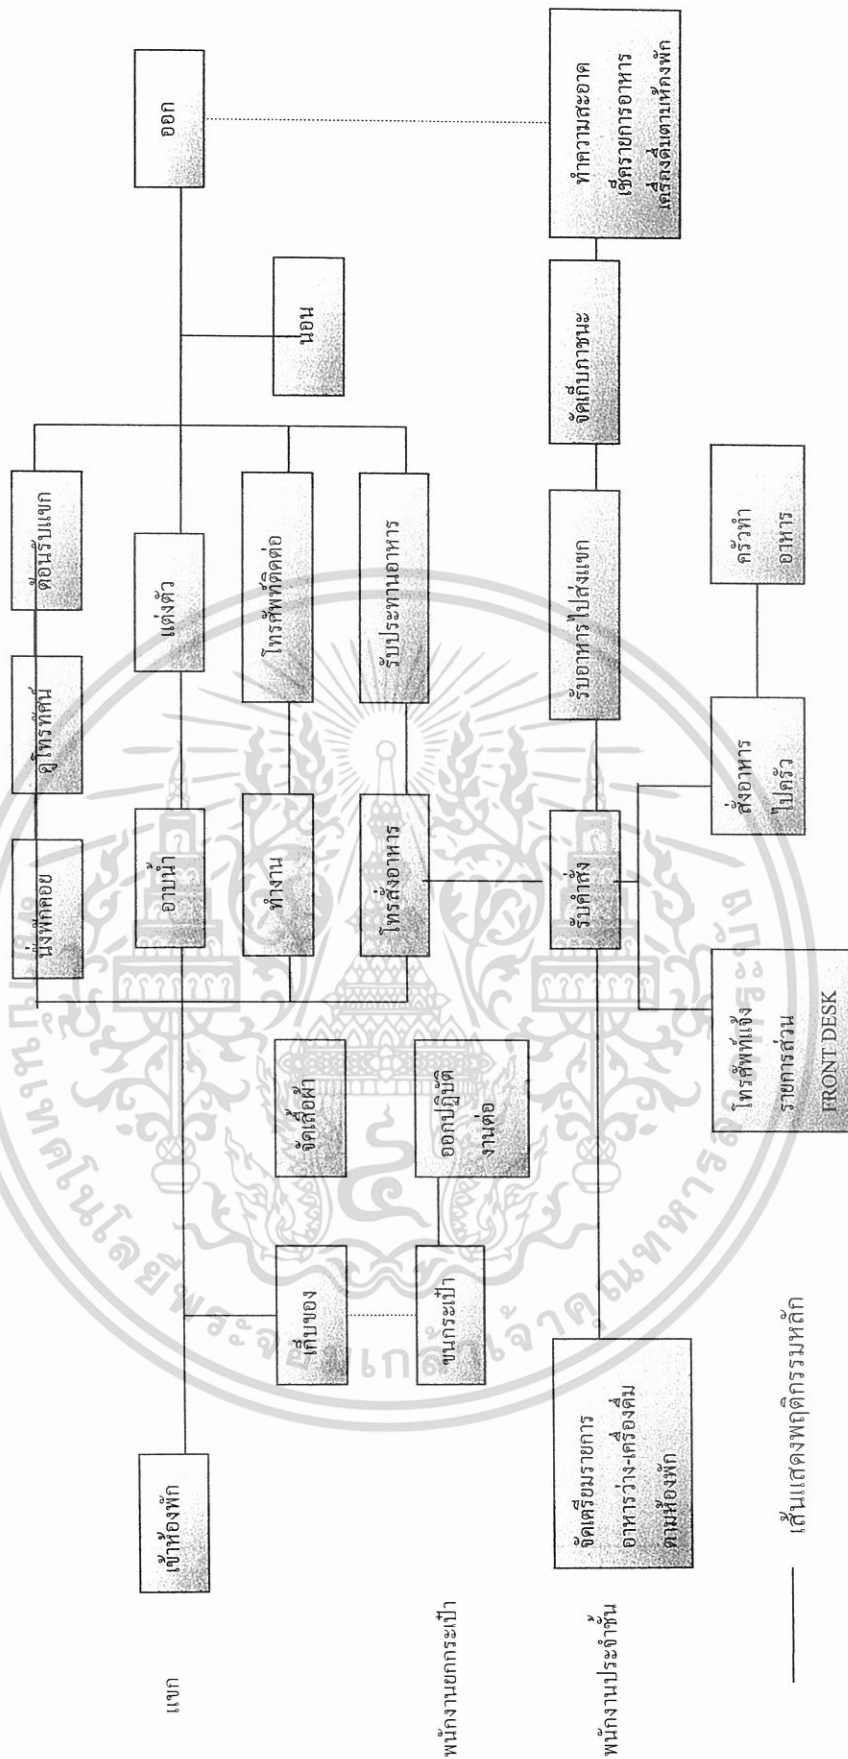 แขก
เข้าห้องพัก
เก็บของ
จัดเสื้อผ้า
นั่งพักคอย
ดูโทรทัศน์
ต้อนรับแขก
อาบน้ำ
แต่งตัว
ทำงาน
โทรศัพท์ติดต่อ
โทรสั่งอาหาร
รับประทานอาหาร
นอน
ออก
พนักงานยกกระเป๋า
ขนกระเป๋า
ออกปฏิบัติ
งานต่อ
พนักงานประจำชั้น
จัดเตรียมรายการ
อาหารว่าง-เครื่องดื่ม
ตามห้องพัก
รับคำสั่ง
รับอาหารไปส่งแขก
จัดเก็บภาชนะ
ทำความสะอาด
เช็ครายการอาหาร
เครื่องดื่มตามห้องพัก
โทรศัพท์แจ้ง
รายการส่วน
FRONT DESK
สั่งอาหาร
ไปครัว
ครัวทำ
อาหาร
เส้นแสดงพฤติกรรมหลัก